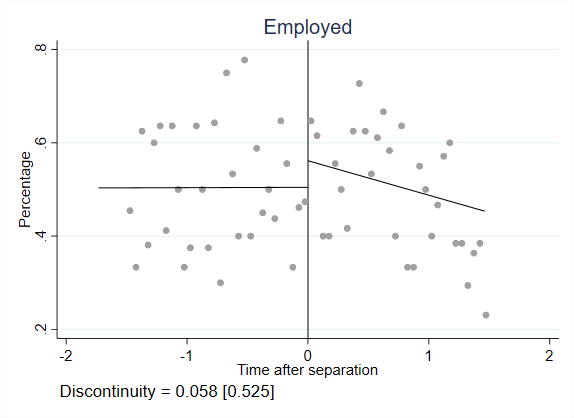 Employed
Percentage
.8
.6
.4
.2
-2 -1 0 1 2
Time after separation
Discontinuity = 0.058 [0.525]